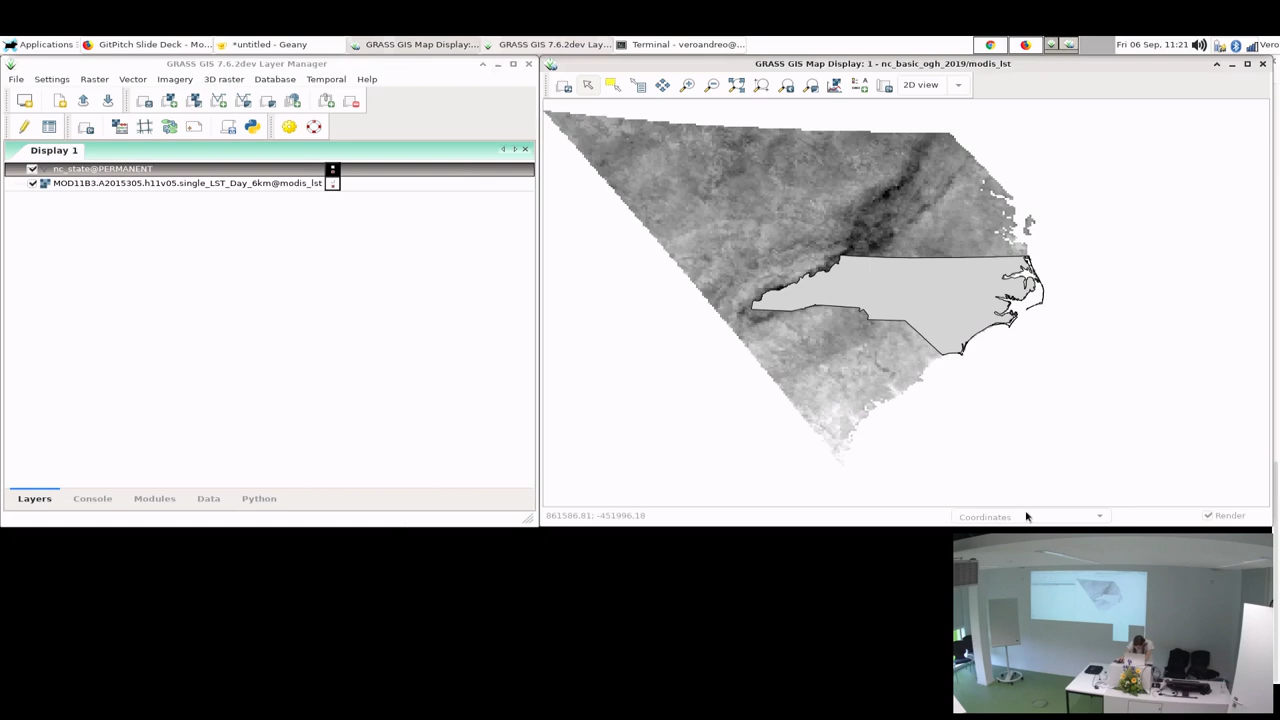 Applications
GitPitch Slide Deck - Mo...
*untitled - Geany
GRASS GIS Map Display:...
GRASS GIS 7.6.2dev Lay...
Terminal - veroandreo@...
Fri 06 Sep, 11:21
Vero
GRASS GIS 7.6.2dev Layer Manager
File Settings Raster Vector Imagery 3D raster Database Temporal Help
Display 1
nc_state@PERMANENT
MOD11B3.A2015305.h11v05.single_LST_Day_6km@modis_lst
Layers Console Modules Data Python
GRASS GIS Map Display: 1 - nc_basic_ogh_2019/modis_lst
2D view
861586.81; -451996.18
Coordinates
Render